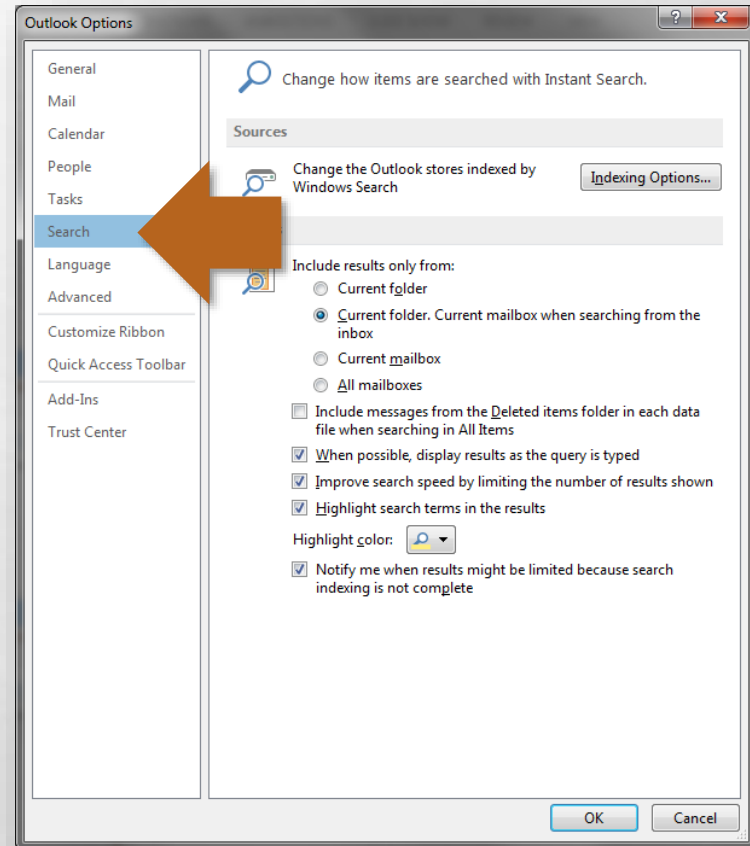 Outlook Options
?
X
General
Mail
Calendar
People
Tasks
Search
Language
Advanced
Customize Ribbon
Quick Access Toolbar
Add-Ins
Trust Center
Change how items are searched with Instant Search.
Sources
Change the Outlook stores indexed by
Windows Search
Indexing Options...
Include results only from:
Current folder
Current folder. Current mailbox when searching from the
inbox
Current mailbox
All mailboxes
Include messages from the Deleted items folder in each data
file when searching in All Items
When possible, display results as the query is typed
Improve search speed by limiting the number of results shown
Highlight search terms in the results
Highlight color:
Notify me when results might be limited because search
indexing is not complete
OK
Cancel